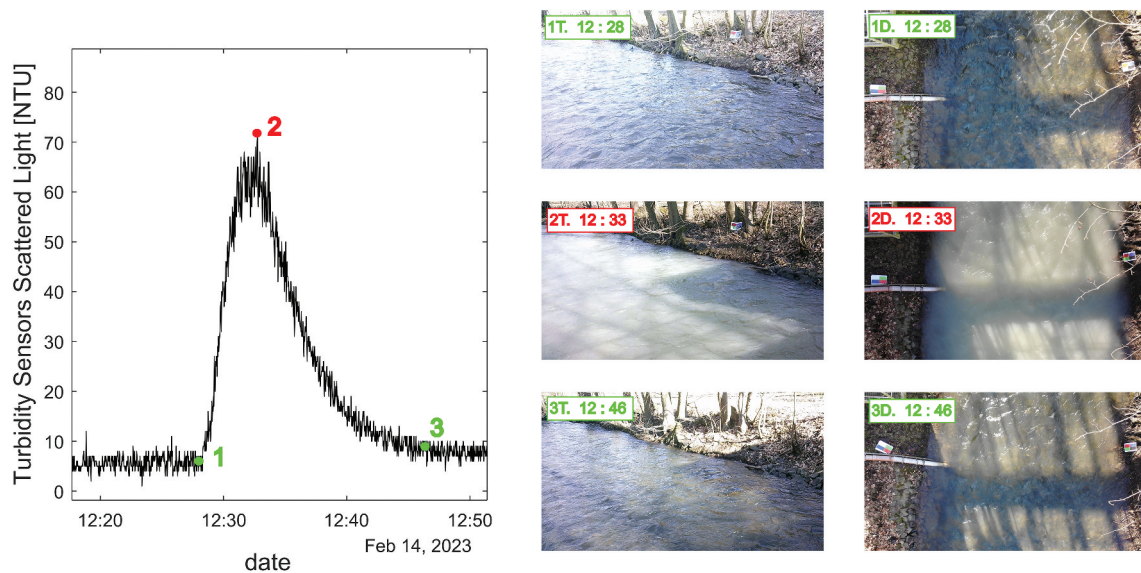 Turbidity Sensors Scattered Light [NTU]
80
70
60
50
40
30
20
10
0
2
1
3
12:20
12:30
12:40
12:50
Feb 14, 2023
date
1T. 12 : 28
1D. 12 : 28
2T. 12 : 33
2D. 12 : 33
3T. 12 : 46
3D. 12 : 46